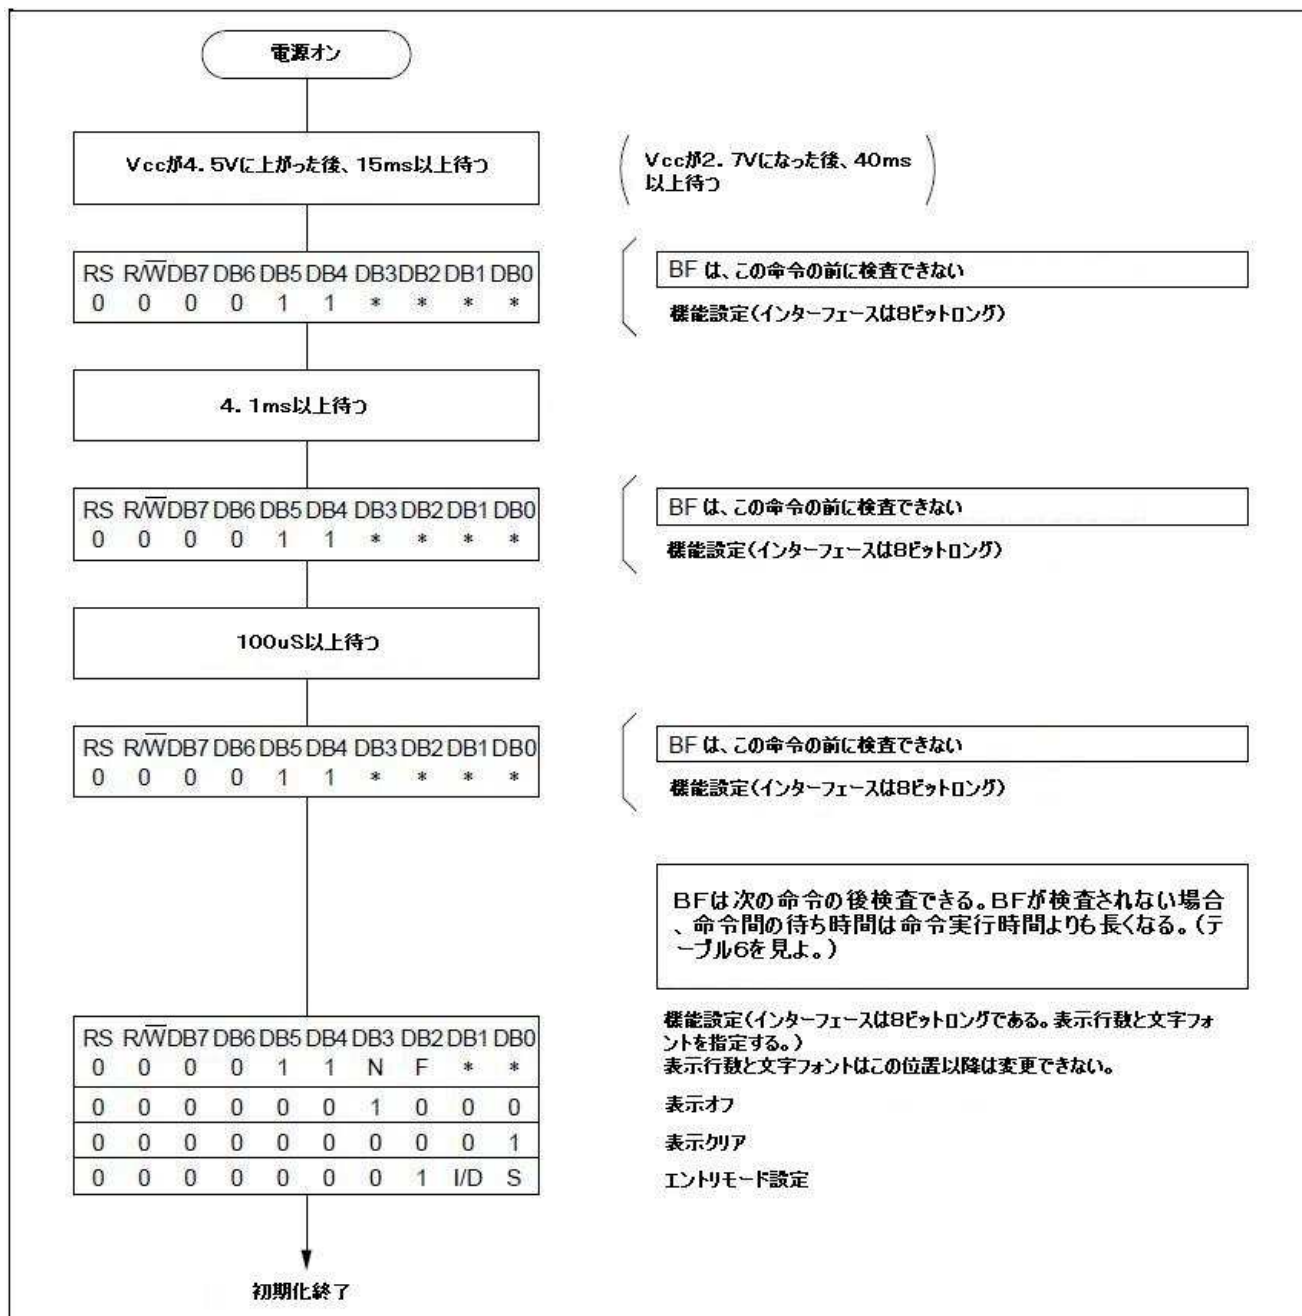 電源オン
Vccが4. 5Vに上がった後、15ms以上待つ
Vccが2. 7Vになった後、40ms
以上待つ
RS R/W DB7 DB6 DB5 DB4 DB3 DB2 DB1 DB0
0 0 0 0 1 1 * * * *
BF は、この命令の前に検査できない
機能設定(インターフェースは8ビットロング)
4. 1ms以上待つ
RS R/W DB7 DB6 DB5 DB4 DB3 DB2 DB1 DB0
0 0 0 0 1 1 * * * *
BF は、この命令の前に検査できない
機能設定(インターフェースは8ビットロング)
100uS以上待つ
RS R/W DB7 DB6 DB5 DB4 DB3 DB2 DB1 DB0
0 0 0 0 1 1 * * * *
BF は、この命令の前に検査できない
機能設定(インターフェースは8ビットロング)
BFは次の命令の後検査できる。BFが検査されない場合
、命令間の待ち時間は命令実行時間よりも長くなる。(テ
ーブル6を見よ。)
RS R/W DB7 DB6 DB5 DB4 DB3 DB2 DB1 DB0
0 0 0 0 1 1 N F * *
機能設定(インターフェースは8ビットロングである。表示行数と文字フォ
ントを指定する。)
表示行数と文字フォントはこの位置以降は変更できない。
0 0 0 0 0 0 1 0 0 0
表示オフ
0 0 0 0 0 0 0 0 0 1
表示クリア
0 0 0 0 0 0 0 1 I/D S
エントリモード設定
初期化終了